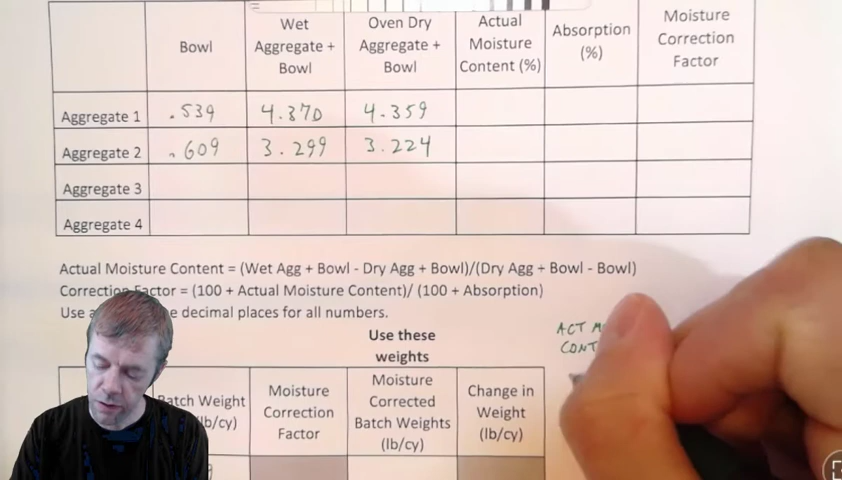 Bowl
Wet Aggregate + Bowl
Oven Dry Aggregate + Bowl
Actual Moisture Content (%)
Absorption (%)
Moisture Correction Factor
Aggregate 1 .539 4.370 4.359
Aggregate 2 .609 3.299 3.224
Aggregate 3
Aggregate 4
Actual Moisture Content = (Wet Agg + Bowl - Dry Agg + Bowl)/(Dry Agg + Bowl - Bowl)
Correction Factor = (100 + Actual Moisture Content)/ (100 + Absorption)
Use decimal places for all numbers.
ACT
CONT
Use these
weights
Batch Weight
(lb/cy)
Moisture
Correction
Factor
Moisture
Corrected
Batch Weights
(lb/cy)
Change in
Weight
(lb/cy)